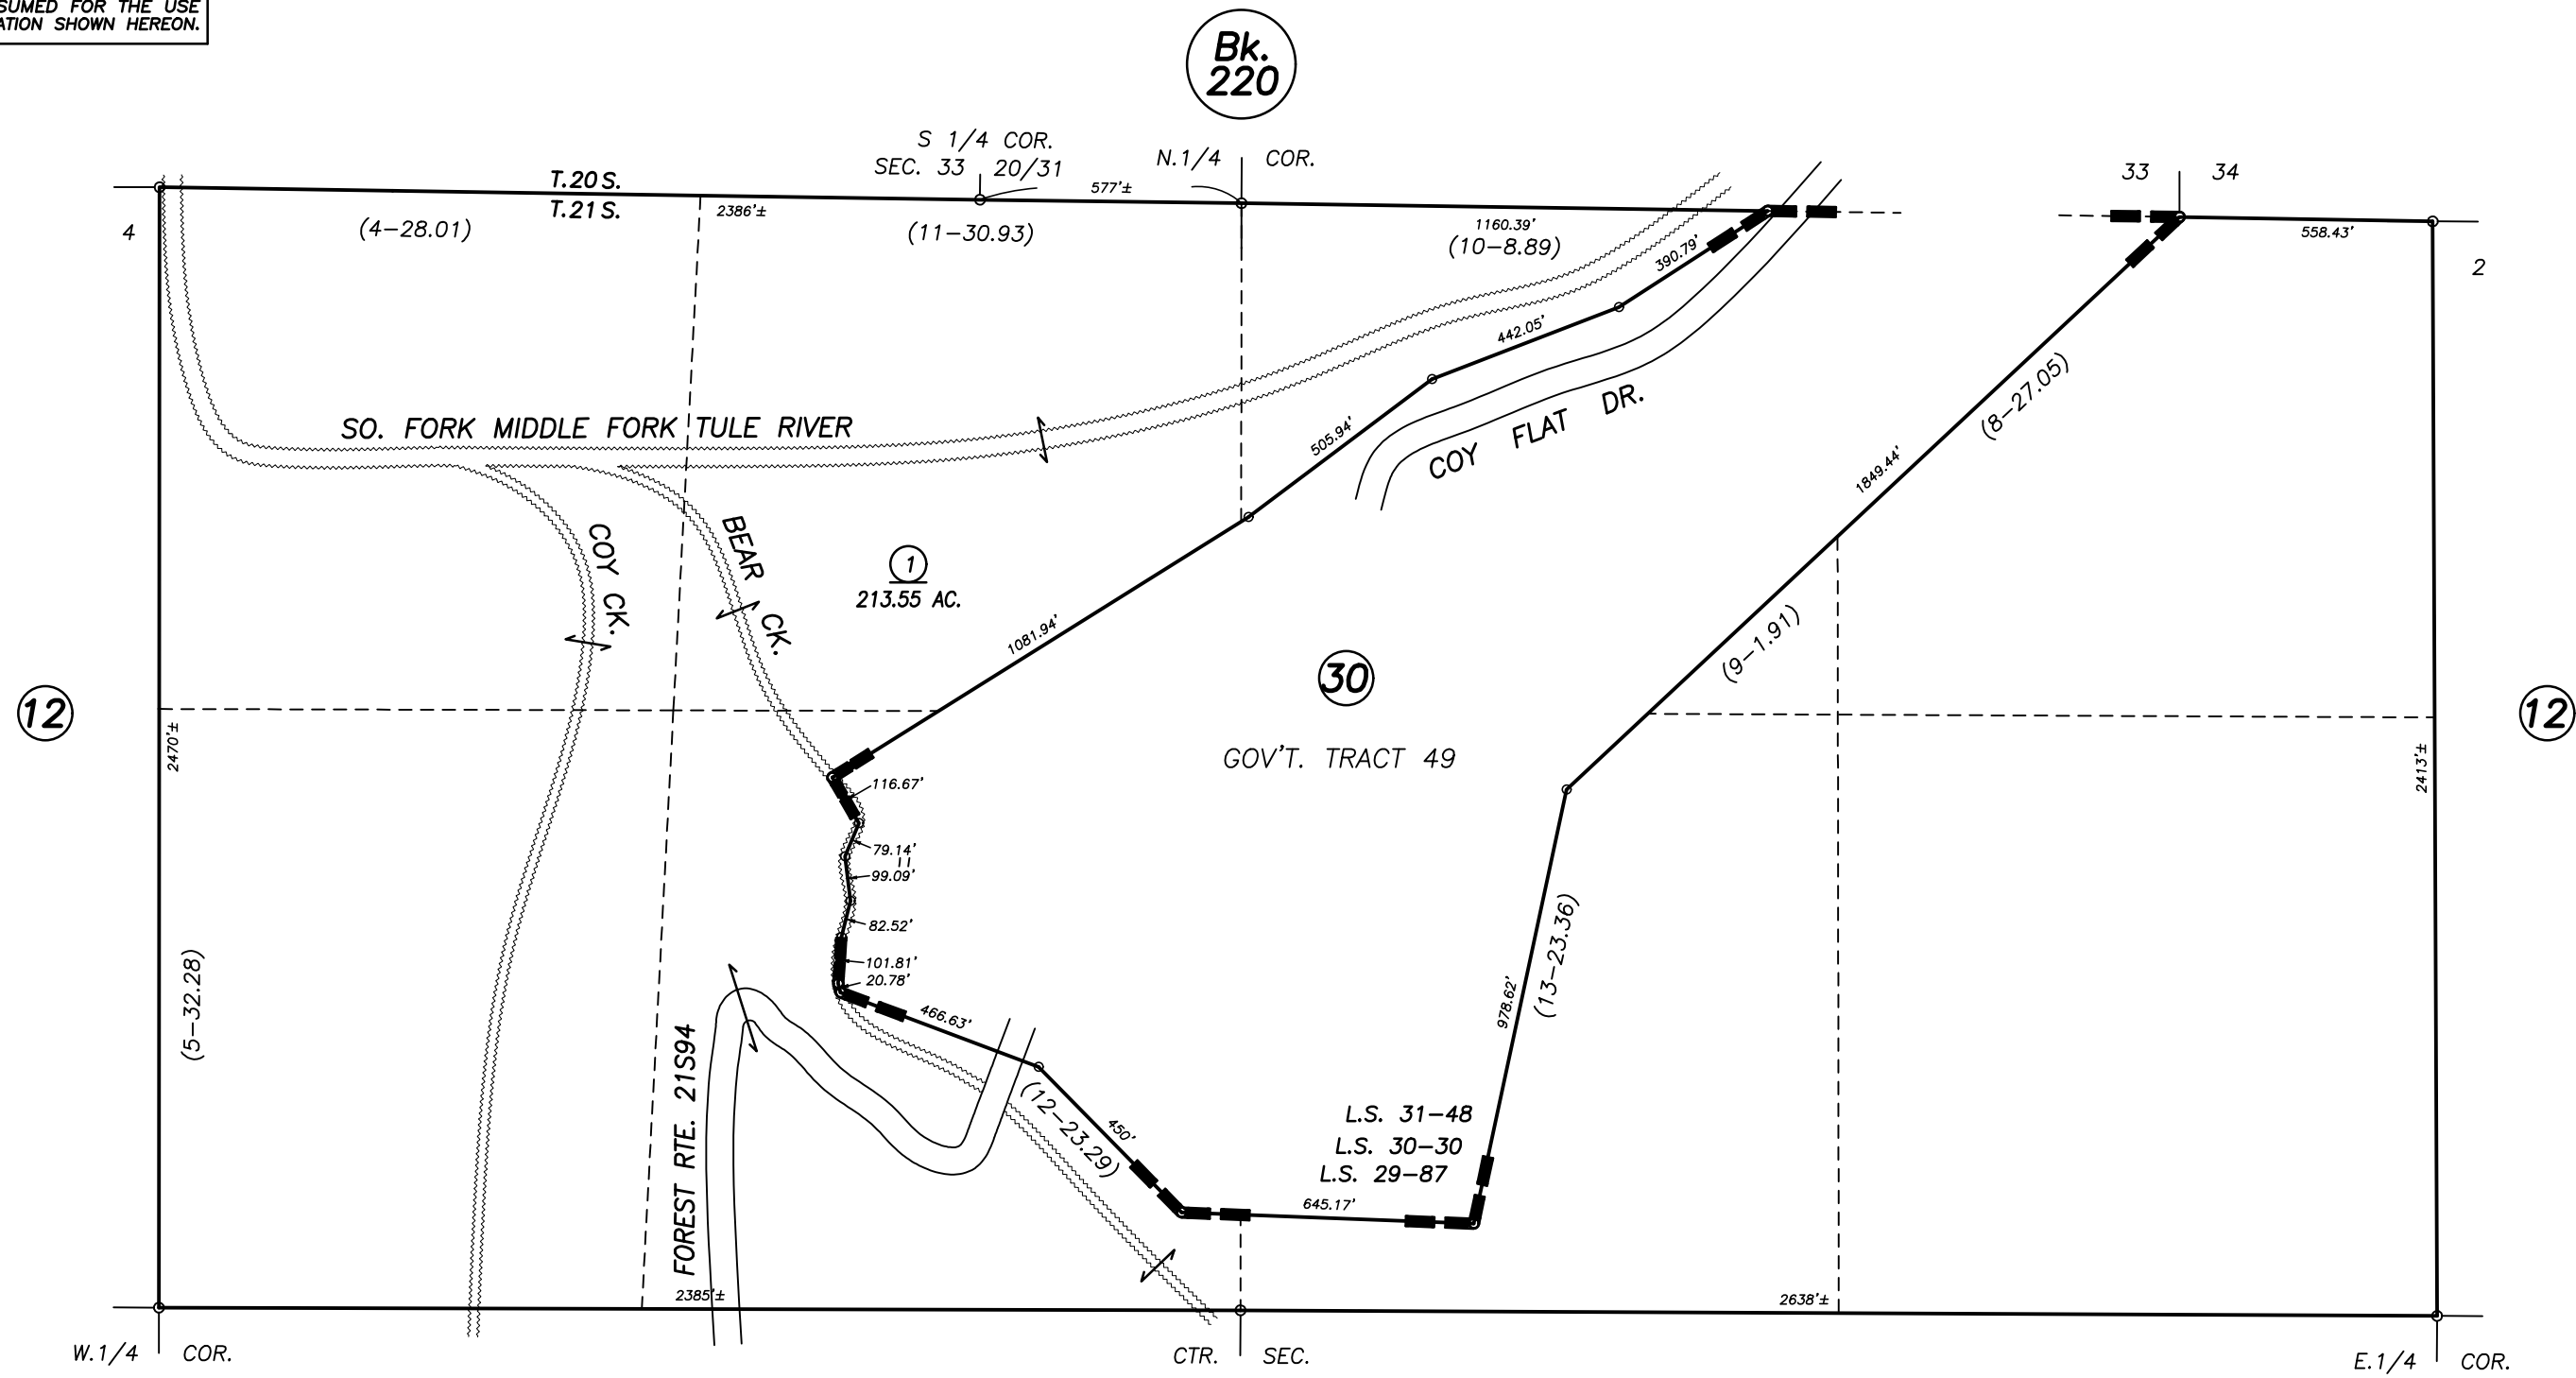 SUMED FOR THE USE
ATION SHOWN HEREON.
Bk.
220
S 1/4 COR.
SEC. 33 20/31
N.1/4 COR.
T.20 S.
T.21 S.
577'±
2386'±
33 34
4
(4-28.01)
(11-30.93)
1160.39'
(10-8.89)
390.79'
558.43'
2
442.05'
SO. FORK MIDDLE FORK TULE RIVER
505.94'
COY FLAT DR.
(8-27.05)
1849.44'
COY CK.
BEAR CK.
1
213.55 AC.
1081.94'
(9-1.91)
30
12
12
2470'±
GOV'T. TRACT 49
2413'±
116.67'
79.14'
99.09'
82.52'
101.81'
20.78'
466.63'
(5-32.28)
978.62'
(13-23.36)
FOREST RTE. 21S94
(12-23.29)
450'
L.S. 31-48
L.S. 30-30
L.S. 29-87
645.17'
2385'±
2638'±
W.1/4 COR.
CTR. SEC.
E.1/4 COR.